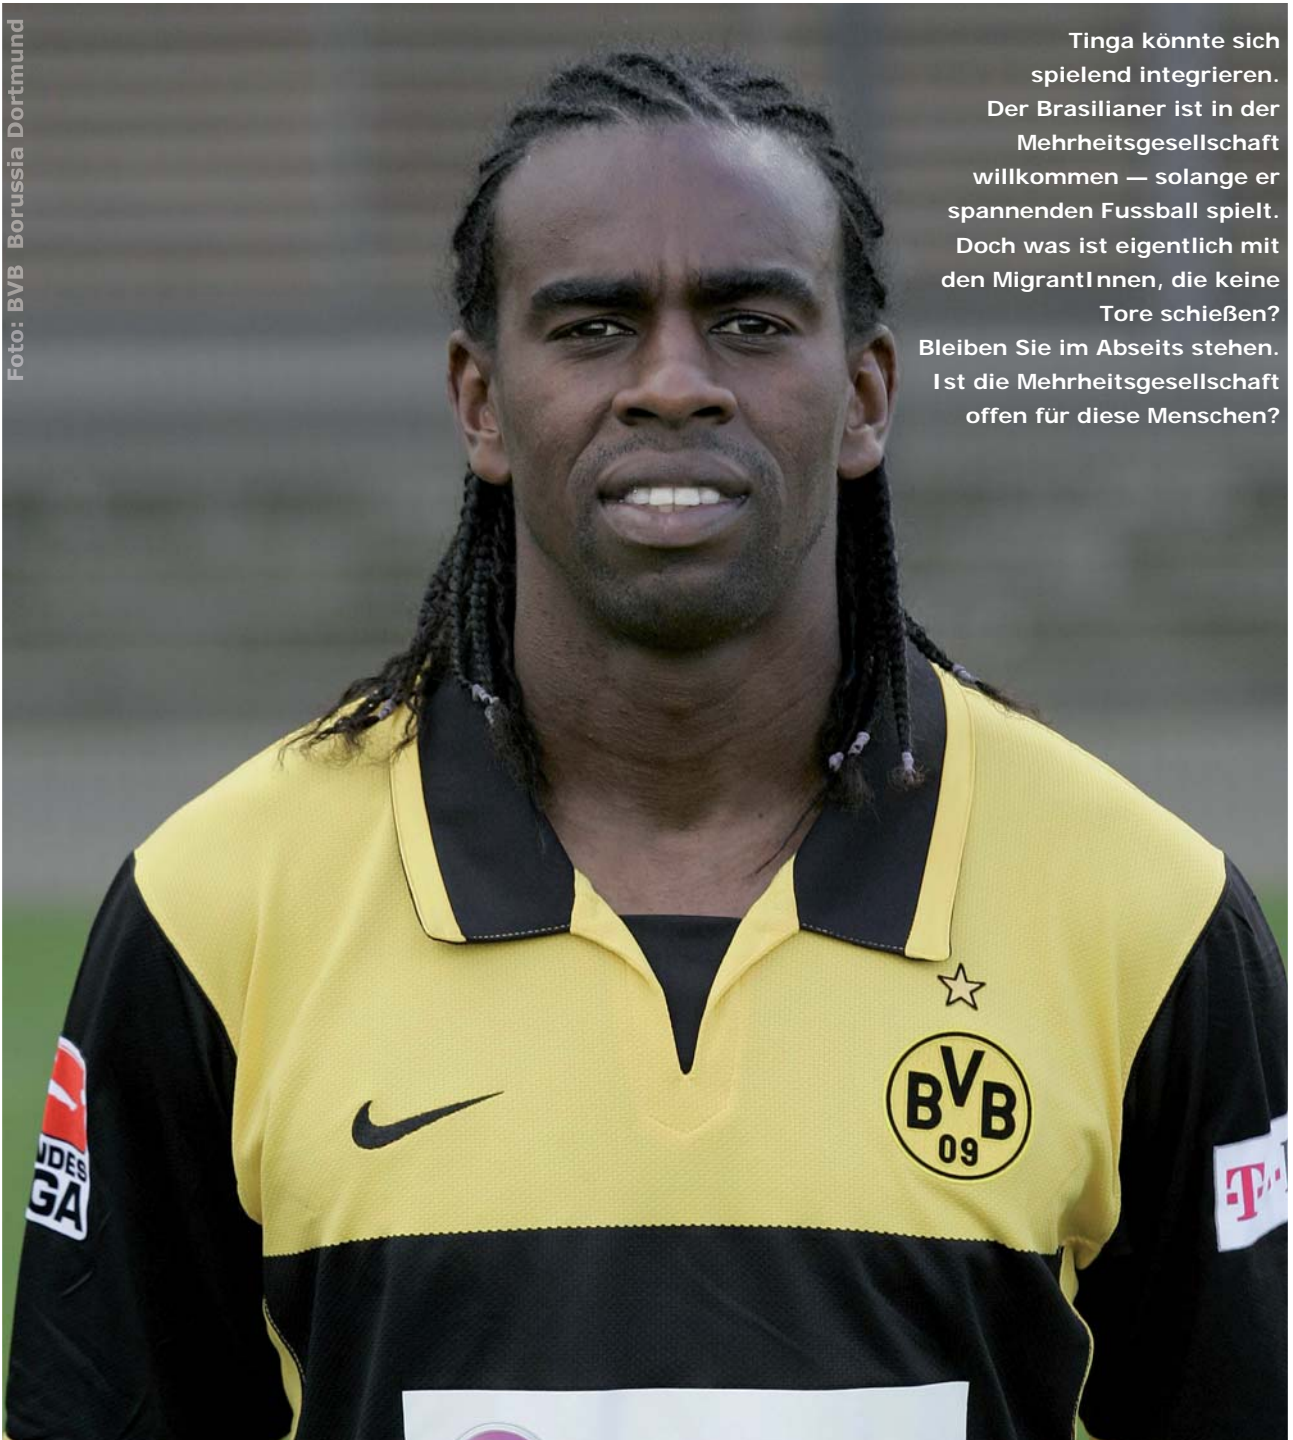 Foto: BVB Borussia Dortmund
Tinga könnte sich
spielend integrieren.
Der Brasilianer ist in der
Mehrheitsgesellschaft
willkommen — solange er
spannenden Fussball spielt.
Doch was ist eigentlich mit
den MigrantInnen, die keine
Tore schießen?
Bleiben Sie im Abseits stehen.
Ist die Mehrheitsgesellschaft
offen für diese Menschen?
BVB
09
NDES
GA
T